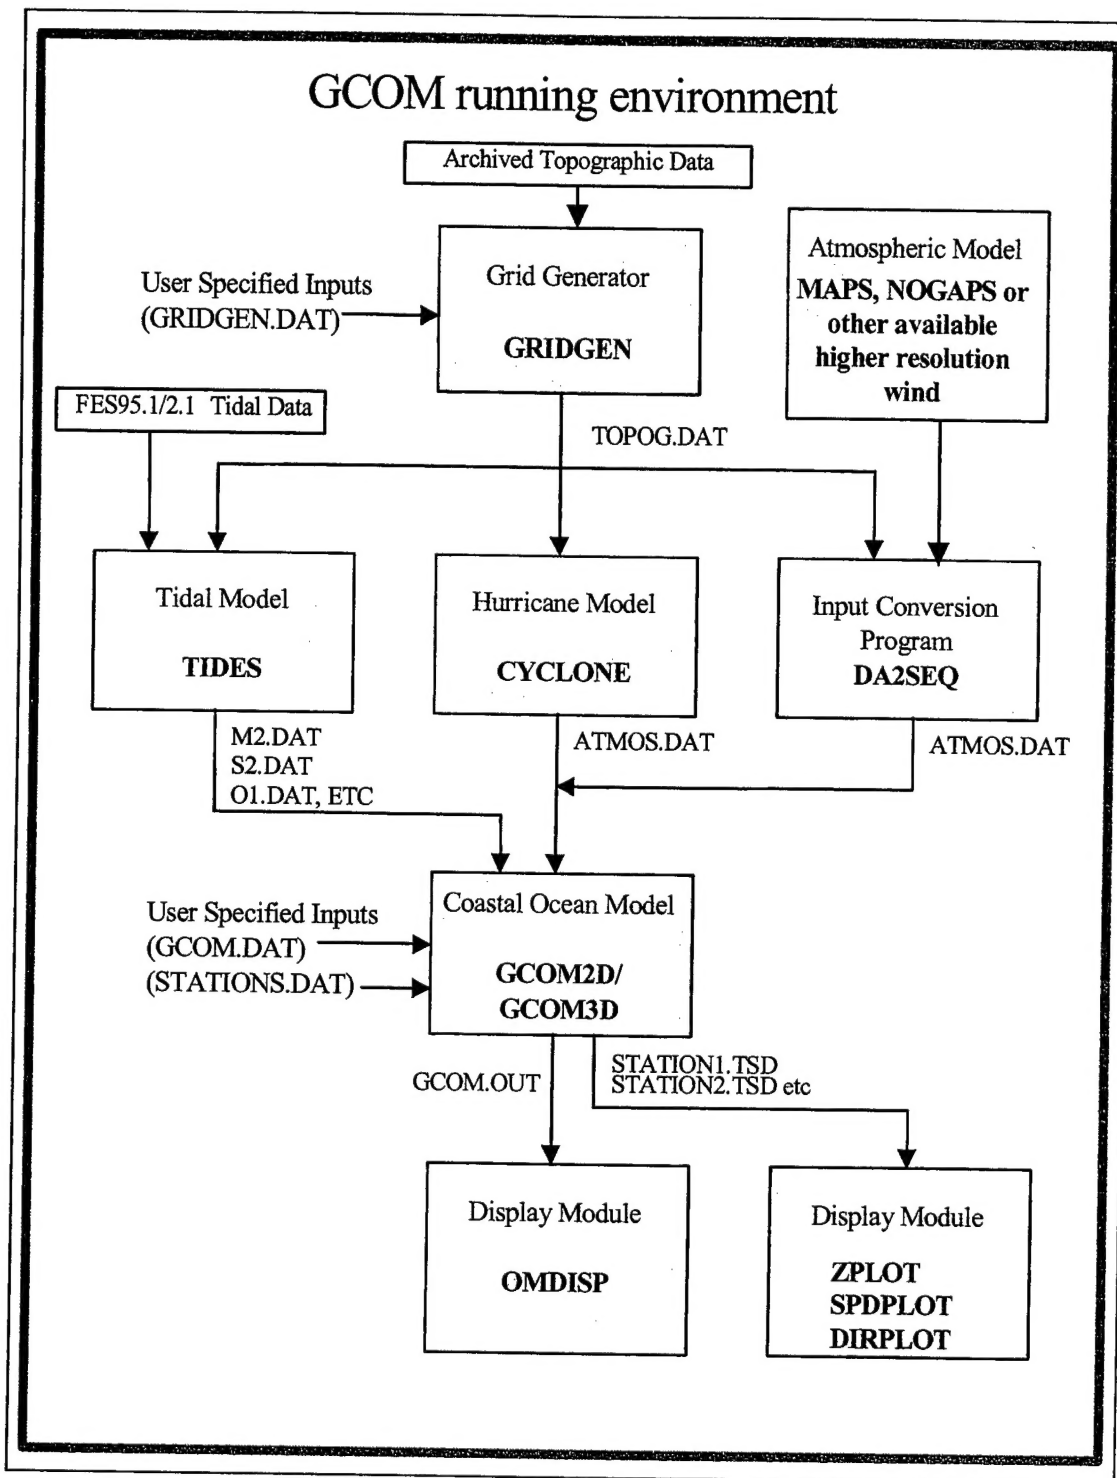 GCOM running environment
Archived Topographic Data
Grid Generator
GRIDGEN
User Specified Inputs
(GRIDGEN.DAT)
Atmospheric Model
MAPS, NOGAPS or
other available
higher resolution
wind
FES95.1/2.1 Tidal Data
TOPOG.DAT
Tidal Model
TIDES
Hurricane Model
CYCLONE
Input Conversion
Program
DA2SEQ
M2.DAT
S2.DAT
O1.DAT, ETC
ATMOS.DAT
ATMOS.DAT
User Specified Inputs
(GCOM.DAT)
(STATIONS.DAT)
Coastal Ocean Model
GCOM2D/
GCOM3D
GCOM.OUT
STATION1.TSD
STATION2.TSD etc
Display Module
OMDISP
Display Module
ZPLOT
SPDPLOT
DIRPLOT